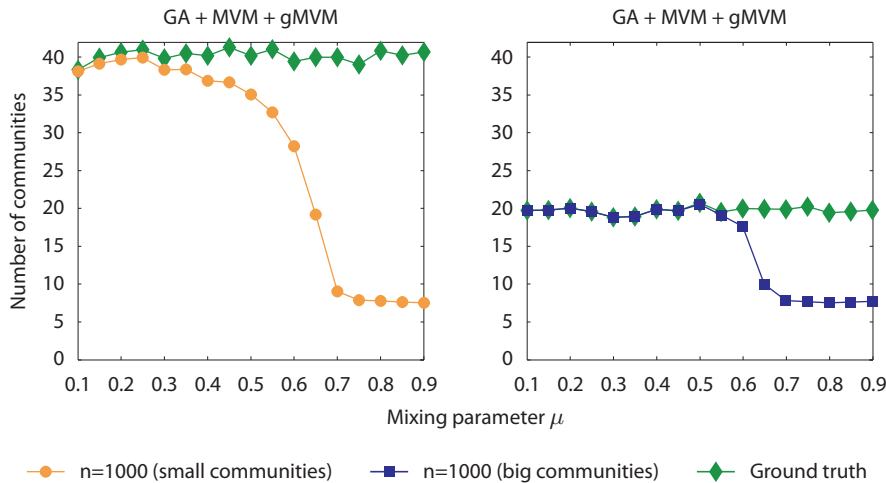 GA + MVM + gMVM
GA + MVM + gMVM
Number of communities
40
35
30
25
20
15
10
5
0
0.1 0.2 0.3 0.4 0.5 0.6 0.7 0.8 0.9
40
35
30
25
20
15
10
5
0
0.1 0.2 0.3 0.4 0.5 0.6 0.7 0.8 0.9
Mixing parameter μ
n=1000 (small communities)
n=1000 (big communities)
Ground truth